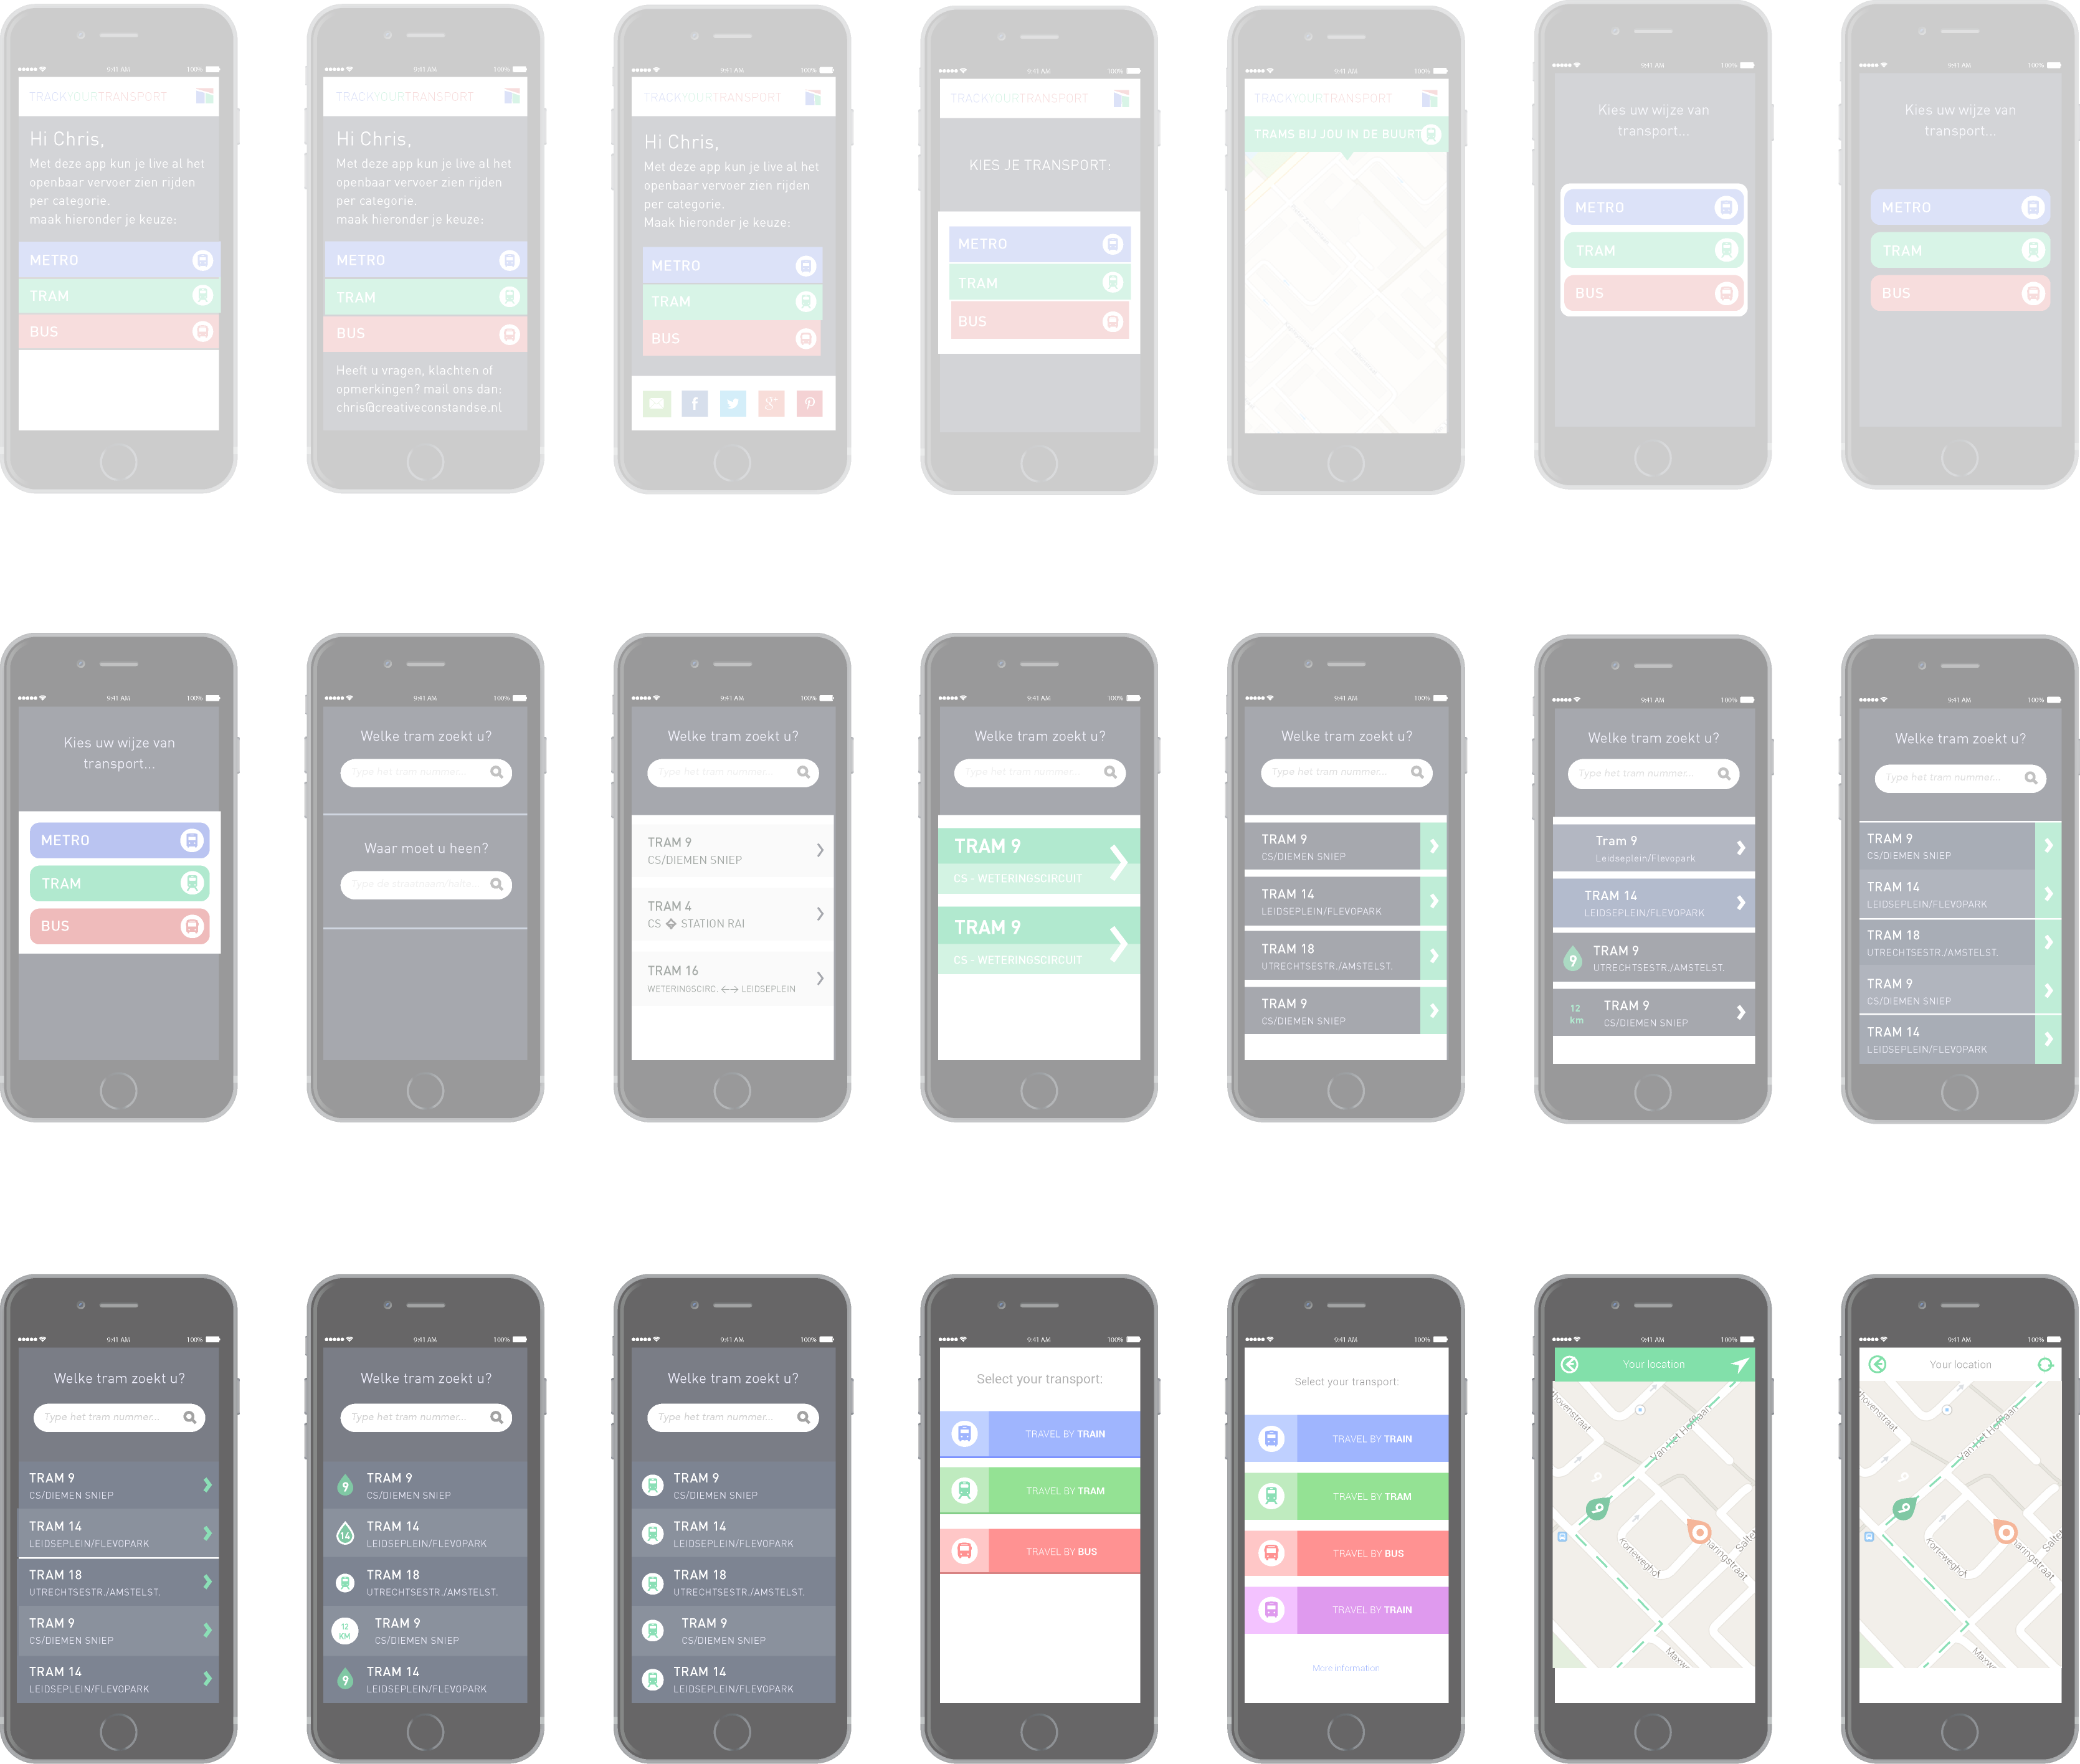 9:41 AM 100%
TRACKYOURTRANSPORT
Hi Chris,
Met deze app kun je live al het
openbaar vervoer zien rijden
per categorie.
maak hieronder je keuze:
METRO
TRAM
BUS
9:41 AM 100%
TRACKYOURTRANSPORT
Hi Chris,
Met deze app kun je live al het
openbaar vervoer zien rijden
per categorie.
maak hieronder je keuze:
METRO
TRAM
BUS
Heeft u vragen, klachten of
opmerkingen? mail ons dan:
chris@creativeconstandse.nl
9:41 AM 100%
TRACKYOURTRANSPORT
Hi Chris,
Met deze app kun je live al het
openbaar vervoer zien rijden
per categorie.
Maak hieronder je keuze:
METRO
TRAM
BUS
9:41 AM 100%
TRACKYOURTRANSPORT
KIES JE TRANSPORT:
METRO
TRAM
BUS
9:41 AM 100%
TRACKYOURTRANSPORT
TRAMS BIJ JOU IN DE BUURT
9:41 AM 100%
Kies uw wijze van
transport...
METRO
TRAM
BUS
9:41 AM 100%
Kies uw wijze van
transport...
METRO
TRAM
BUS
9:41 AM 100%
Kies uw wijze van
transport...
METRO
TRAM
BUS
9:41 AM 100%
Welke tram zoekt u?
Type het tram nummer...
Waar moet u heen?
Type de straatnaam/halte...
9:41 AM 100%
Welke tram zoekt u?
Type het tram nummer...
TRAM 9
CS/DIEMEN SNIEP
TRAM 4
CS STATION RAI
TRAM 16
WETERINGSCIRC. LEIDSEPLEIN
9:41 AM 100%
Welke tram zoekt u?
Type het tram nummer...
TRAM 9
CS - WETERINGSCIRCUIT
TRAM 9
CS - WETERINGSCIRCUIT
9:41 AM 100%
Welke tram zoekt u?
Type het tram nummer...
TRAM 9
CS/DIEMEN SNIEP
TRAM 14
LEIDSEPLEIN/FLEVOPARK
TRAM 18
UTRECHTSESTR./AMSTELST.
TRAM 9
CS/DIEMEN SNIEP
9:41 AM 100%
Welke tram zoekt u?
Type het tram nummer...
Tram 9
Leidseplein/Flevopark
TRAM 14
LEIDSEPLEIN/FLEVOPARK
9
TRAM 9
UTRECHTSESTR./AMSTELST.
12
km
TRAM 9
CS/DIEMEN SNIEP
9:41 AM 100%
Welke tram zoekt u?
Type het tram nummer...
TRAM 9
CS/DIEMEN SNIEP
TRAM 14
LEIDSEPLEIN/FLEVOPARK
TRAM 18
UTRECHTSESTR./AMSTELST.
TRAM 9
CS/DIEMEN SNIEP
TRAM 14
LEIDSEPLEIN/FLEVOPARK
9:41 AM 100%
Welke tram zoekt u?
Type het tram nummer...
TRAM 9
CS/DIEMEN SNIEP
TRAM 14
LEIDSEPLEIN/FLEVOPARK
TRAM 18
UTRECHTSESTR./AMSTELST.
TRAM 9
CS/DIEMEN SNIEP
TRAM 14
LEIDSEPLEIN/FLEVOPARK
9:41 AM 100%
Welke tram zoekt u?
Type het tram nummer...
9
TRAM 9
CS/DIEMEN SNIEP
14
TRAM 14
LEIDSEPLEIN/FLEVOPARK
TRAM 18
UTRECHTSESTR./AMSTELST.
12
KM
TRAM 9
CS/DIEMEN SNIEP
9
TRAM 14
LEIDSEPLEIN/FLEVOPARK
9:41 AM 100%
Welke tram zoekt u?
Type het tram nummer...
TRAM 9
CS/DIEMEN SNIEP
TRAM 14
LEIDSEPLEIN/FLEVOPARK
TRAM 18
UTRECHTSESTR./AMSTELST.
TRAM 9
CS/DIEMEN SNIEP
TRAM 14
LEIDSEPLEIN/FLEVOPARK
9:41 AM 100%
Select your transport:
TRAVEL BY TRAIN
TRAVEL BY TRAM
TRAVEL BY BUS
9:41 AM 100%
Select your transport:
TRAVEL BY TRAIN
TRAVEL BY TRAM
TRAVEL BY BUS
TRAVEL BY TRAIN
More information
9:41 AM 100%
Your location
thovenstraat
Van Het Hofflaan
9
9
Korteweghof
Maringstraat
Saltet
Maxwe
9:41 AM 100%
Your location
thovenstraat
Van Het Hofflaan
9
9
Korteweghof
Maringstraat
Saltet
Maxwe